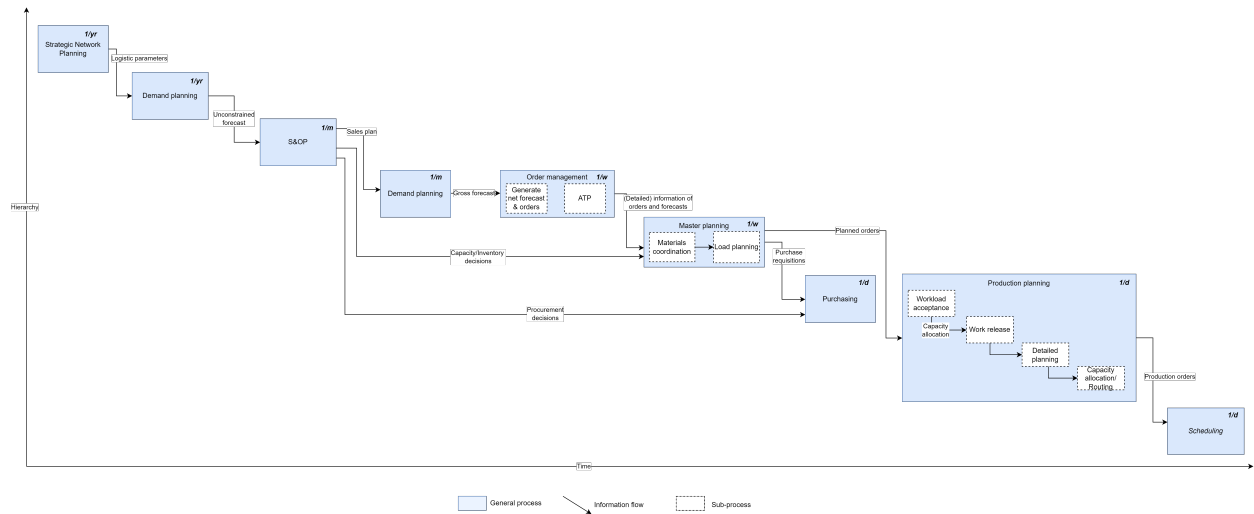 1/yr
Strategic Network
Planning
Logistic parameters
1/yr
Demand planning
Unconstrained
forecast
1/m
S&OP
Sales plan
1/m
Demand planning
Gross forecast
Order management
1/w
Generate
net forecast
& orders
ATP
(Detailed) information of
orders and forecasts
Master planning
1/w
Materials
coordination
Load planning
Capacity/Inventory
decisions
Planned orders
Purchase
requisitions
1/d
Purchasing
Procurement
decisions
Production planning
1/d
Workload
acceptance
Capacity
allocation
Work release
Detailed
planning
Capacity
allocation/
Routing
Production orders
1/d
Scheduling
Hierarchy
Time
General process
Information flow
Sub-process